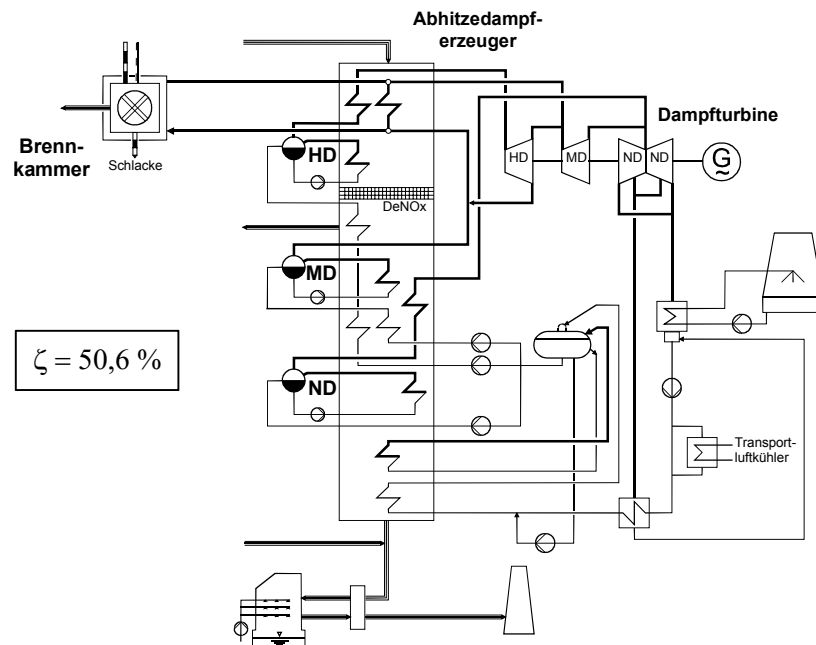 Abhitzedampf-
erzeuger
Dampfturbine
Brenn-
kammer
Schlacke
HD
DeNOx
HD
MD
ND
ND
G
~
MD
ζ = 50,6 %
ND
Transport-
luftkühler